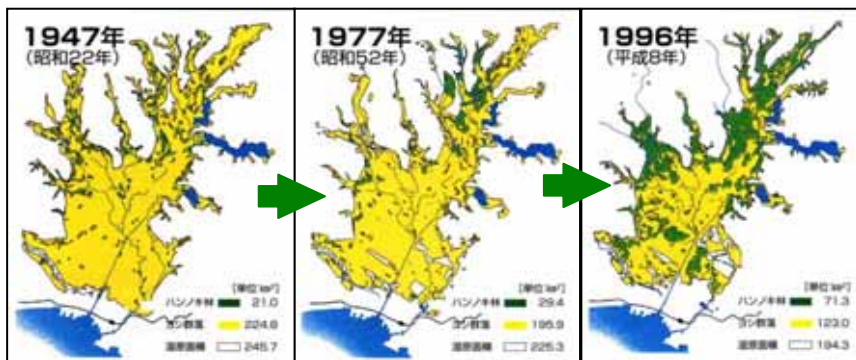 1947年
(昭和22年)
[単位 km²]
ハンノキ林 21.0
ヨシ群落 224.6
湿原面積 245.7
1977年
(昭和52年)
[単位 km²]
ハンノキ林 29.4
ヨシ群落 195.9
湿原面積 225.3
1996年
(平成8年)
[単位 km²]
ハンノキ林 71.3
ヨシ群落 123.0
湿原面積 194.3